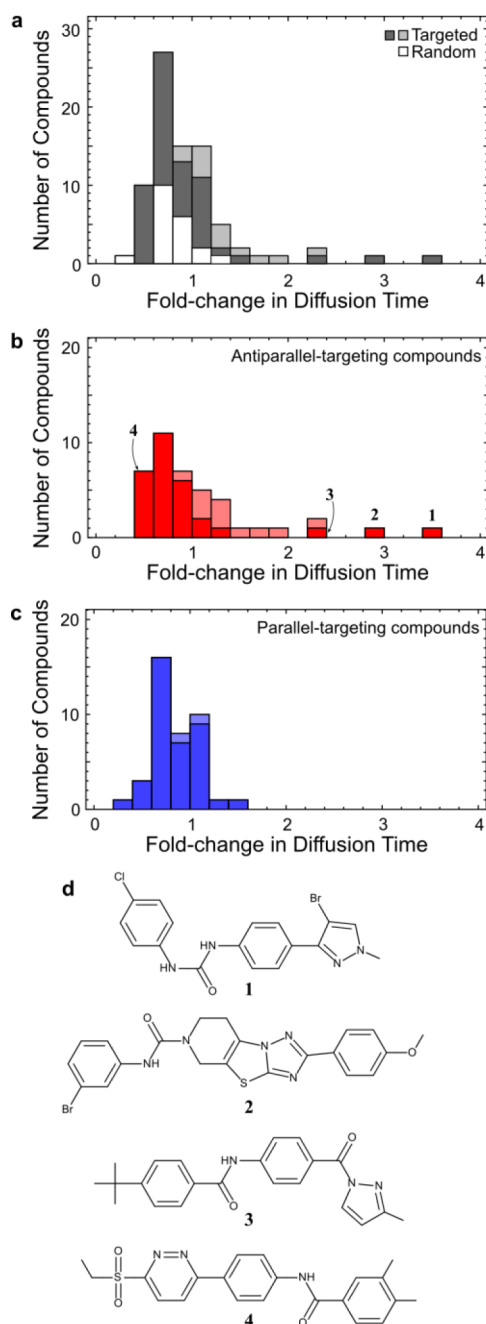 a
Targeted
Random
Number of Compounds
30
20
10
0
0 1 2 3 4
Fold-change in Diffusion Time
b
Antiparallel-targeting compounds
Number of Compounds
20
10
0
4
3
2
1
0 1 2 3 4
Fold-change in Diffusion Time
c
Parallel-targeting compounds
Number of Compounds
20
10
0
0 1 2 3 4
Fold-change in Diffusion Time
d
Cl
Br
NH
NH
O
N
N
1
O
N
N
N
NH
S
N
O
Br
2
O
NH
O
N
N
3
O
S
O
N
N
NH
O
4